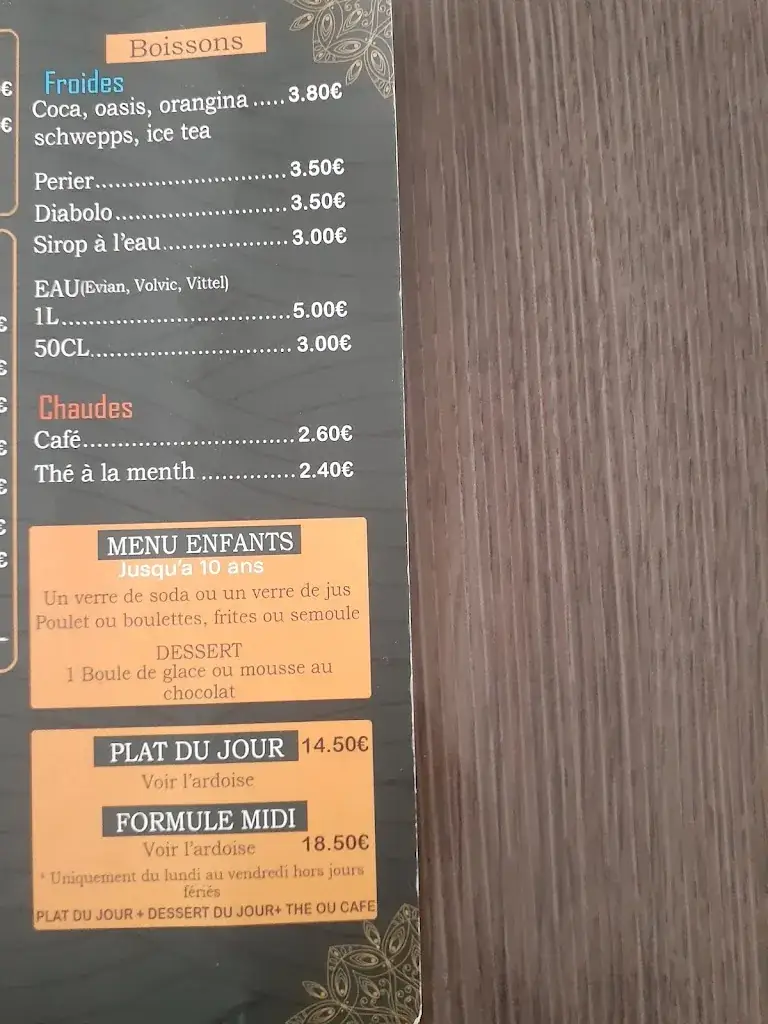 Boissons
Froides
Coca, oasis, orangina.....3.80€
schwepps, ice tea
Perier..............................3.50€
Diabolo...........................3.50€
Sirop à l'eau....................3.00€
EAU(Evian, Volvic, Vittel)
1L....................................5.00€
50CL................................3.00€
Chaudes
Café.................................2.60€
Thé à la menth ..............2.40€
MENU ENFANTS
Jusqu'a 10 ans
Un verre de soda ou un verre de jus
Poulet ou boulettes, frites ou semoule
DESSERT
1 Boule de glace ou mousse au
chocolat
PLAT DU JOUR 14.50€
Voir l'ardoise
FORMULE MIDI
Voir l'ardoise 18.50€
* Uniquement du lundi au vendredi hors jours
fériés
PLAT DU JOUR + DESSERT DU JOUR+ THE OU CAFE
€
€
€
€
€
€
€
€
€